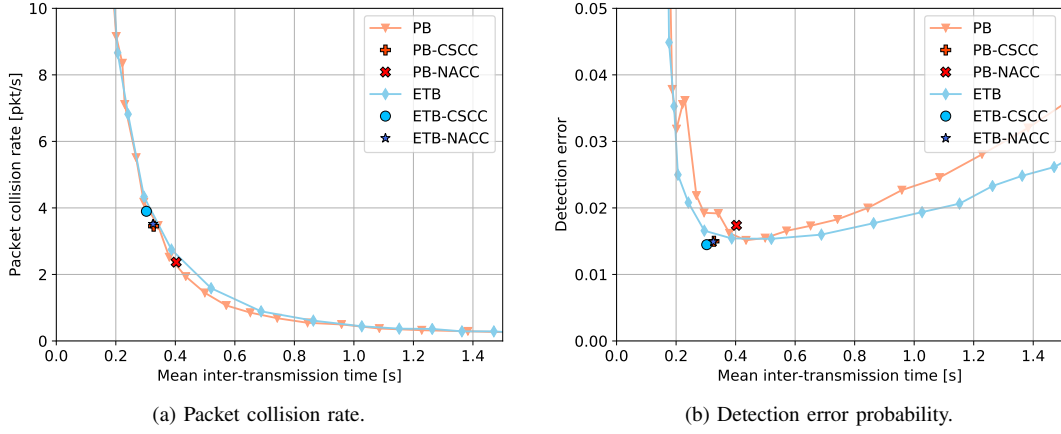 10
8
6
4
2
0
0.0 0.2 0.4 0.6 0.8 1.0 1.2 1.4
Packet collision rate [pkt/s]
Mean inter-transmission time [s]
PB
PB-CSCC
PB-NACC
ETB
ETB-CSCC
ETB-NACC
(a) Packet collision rate.
0.05
0.04
0.03
0.02
0.01
0.00
0.0 0.2 0.4 0.6 0.8 1.0 1.2 1.4
Detection error
Mean inter-transmission time [s]
PB
PB-CSCC
PB-NACC
ETB
ETB-CSCC
ETB-NACC
(b) Detection error probability.